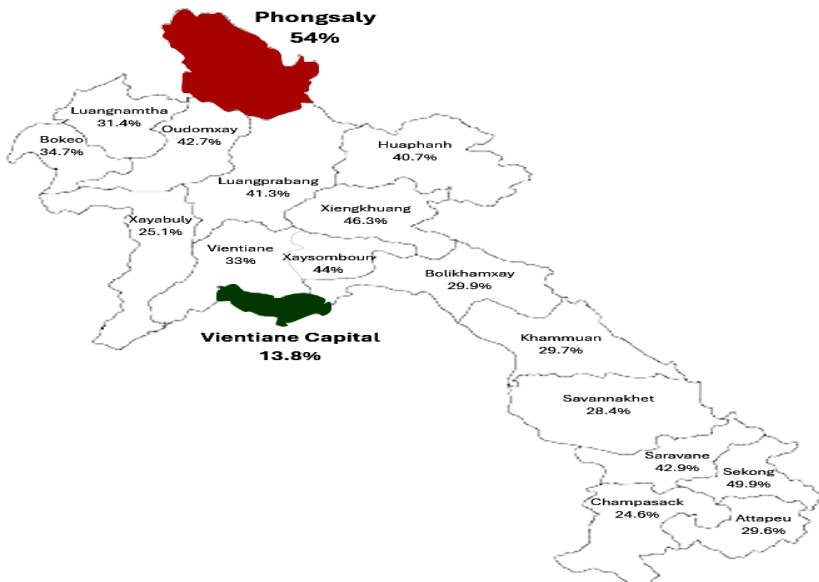 Phongsaly
54%
Luangnamtha
31.4%
Oudomxay
42.7%
Bokeo
34.7%
Huaphanh
40.7%
Luangprabang
41.3%
Xiengkhuang
46.3%
Xayabuly
25.1%
Vientiane
33%
Xaysomboun
44%
Bolikhamxay
29.9%
Vientiane Capital
13.8%
Khammuan
29.7%
Savannakhet
28.4%
Saravane
42.9%
Sekong
49.9%
Champasack
24.6%
Attapeu
29.6%